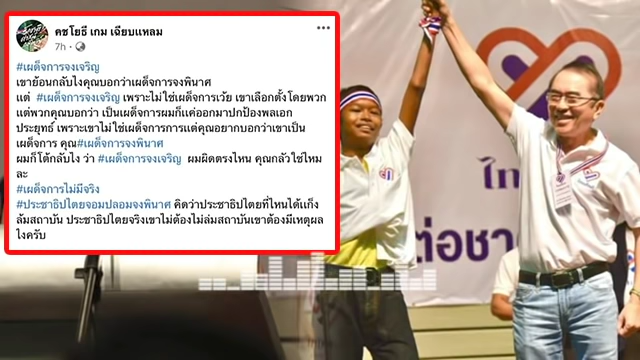 คชโยธี เกม เฉียบแหลม
7h
#เผด็จการจงเจริญ
เขาย้อนกลับไงคุณบอกว่าเผด็จการจงพินาศ
แต่ #เผด็จการจงเจริญ เพราะไม่ใช่เผด็จการเว้ย เขาเลือกตั้ง โดยพวก
แต่พวกคุณบอกว่า เป็นเผด็จการผมก็แค่ออกมาปกป้องพลเอก
ประยุทธ์ เพราะเขาไม่ใช่เผด็จการการแต่คุณอยากบอกว่าเขาเป็น
เผด็จการ คุณ#เผด็จการจงพินาศ
ผมก็โต้กลับไง ว่า #เผด็จการจงเจริญ ผมผิดตรงไหน คุณกลัวใช่ไหม
ละ
#เผด็จการไม่มีจริง
#ประชาธิปไตยจอมปลอมจงพินาศ คิดว่าประชาธิปไตยที่ไหนได้แก๊ง
ล้มสถาบัน ประชาธิปไตยจริงเขาไม่ต้องไม่ล้มสถาบันเขาต้องมีเหตุผล
ไงครับ
ไท
ต่อชา